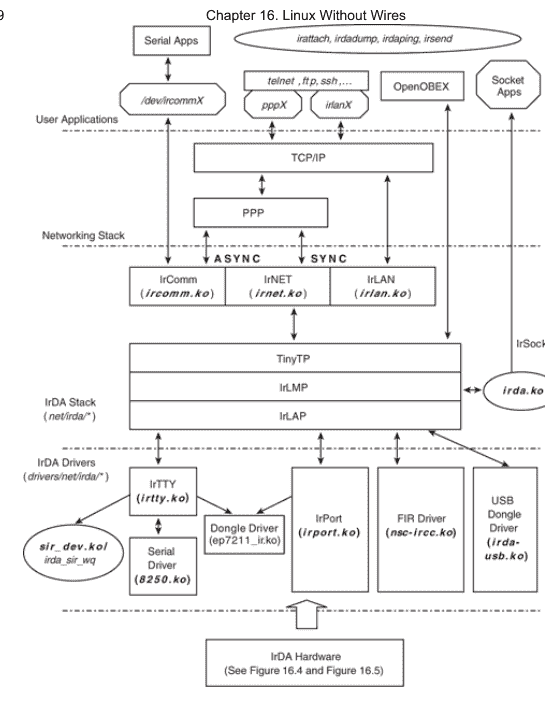 9
Chapter 16. Linux Without Wires
Serial Apps
irattach, irdadump, irdaping, irsend
/dev/ircommX
telnet ,ftp, ssh ,...
pppX
irlanX
OpenOBEX
Socket
Apps
User Applications
TCP/IP
PPP
Networking Stack
ASYNC
SYNC
IrComm
(ircomm.ko)
IrNET
(irnet.ko)
IrLAN
(irlan.ko)
IrSock
TinyTP
IrLMP
IrLAP
irda.ko
IrDA Stack
(net/irda/*)
IrDA Drivers
(drivers/net/irda/*)
IrTTY
(irtty.ko)
sir_dev.kol
irda_sir_wq
Serial
Driver
(8250.ko)
Dongle Driver
(ep7211_ir.ko)
IrPort
(irport.ko)
FIR Driver
(nsc-ircc.ko)
USB
Dongle
Driver
(irda-
usb.ko)
IrDA Hardware
(See Figure 16.4 and Figure 16.5)